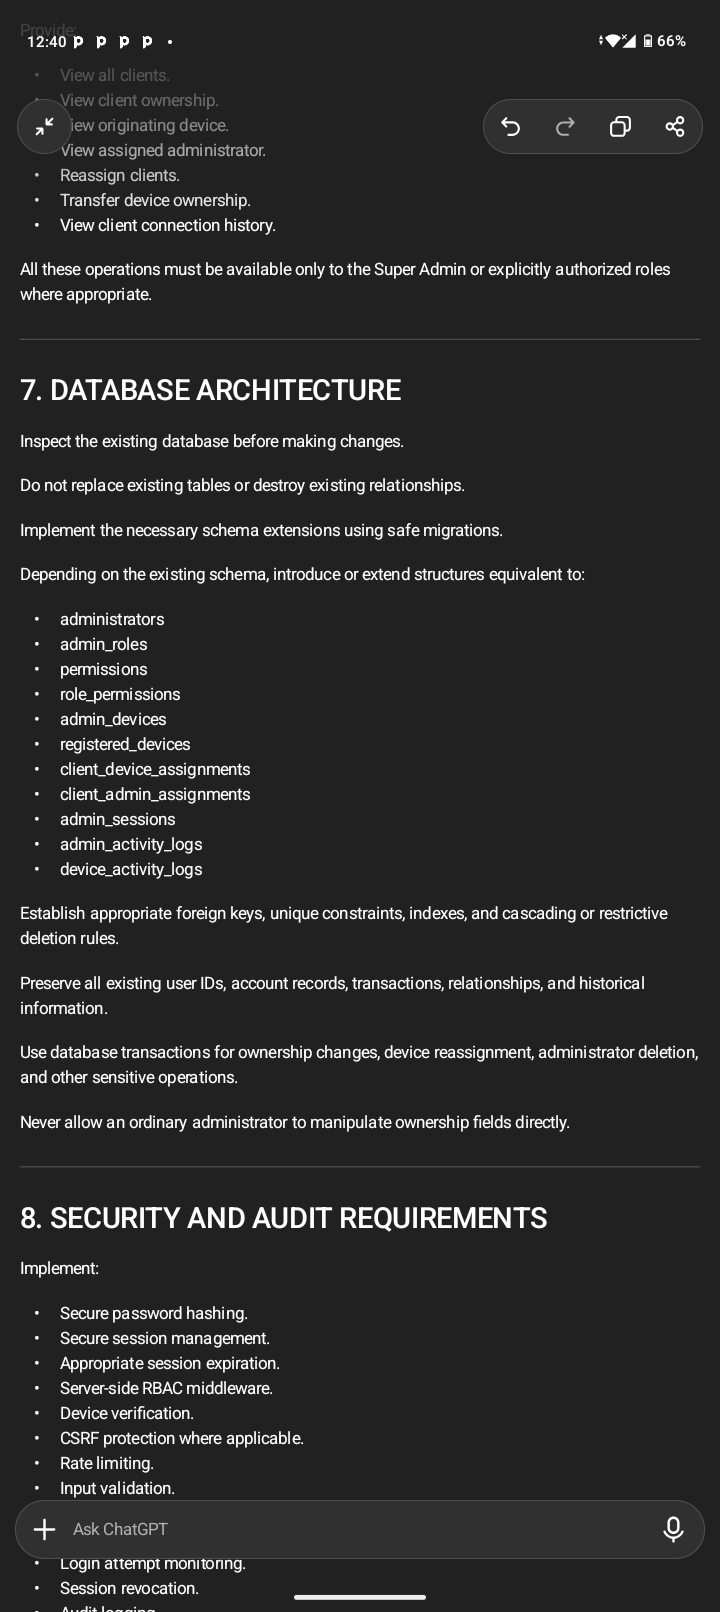 Provide:
12:40
66%
• View all clients.
• View client ownership.
View originating device.
View assigned administrator.
• Reassign clients.
• Transfer device ownership.
• View client connection history.
All these operations must be available only to the Super Admin or explicitly authorized roles
where appropriate.
7. DATABASE ARCHITECTURE
Inspect the existing database before making changes.
Do not replace existing tables or destroy existing relationships.
Implement the necessary schema extensions using safe migrations.
Depending on the existing schema, introduce or extend structures equivalent to:
• administrators
• admin_roles
• permissions
• role_permissions
• admin_devices
• registered_devices
• client_device_assignments
• client_admin_assignments
• admin_sessions
• admin_activity_logs
• device_activity_logs
Establish appropriate foreign keys, unique constraints, indexes, and cascading or restrictive
deletion rules.
Preserve all existing user IDs, account records, transactions, relationships, and historical
information.
Use database transactions for ownership changes, device reassignment, administrator deletion,
and other sensitive operations.
Never allow an ordinary administrator to manipulate ownership fields directly.
8. SECURITY AND AUDIT REQUIREMENTS
Implement:
• Secure password hashing.
• Secure session management.
• Appropriate session expiration.
• Server-side RBAC middleware.
• Device verification.
• CSRF protection where applicable.
• Rate limiting.
• Input validation.
Ask ChatGPT
• Login attempt monitoring.
• Session revocation.
Audit logging.